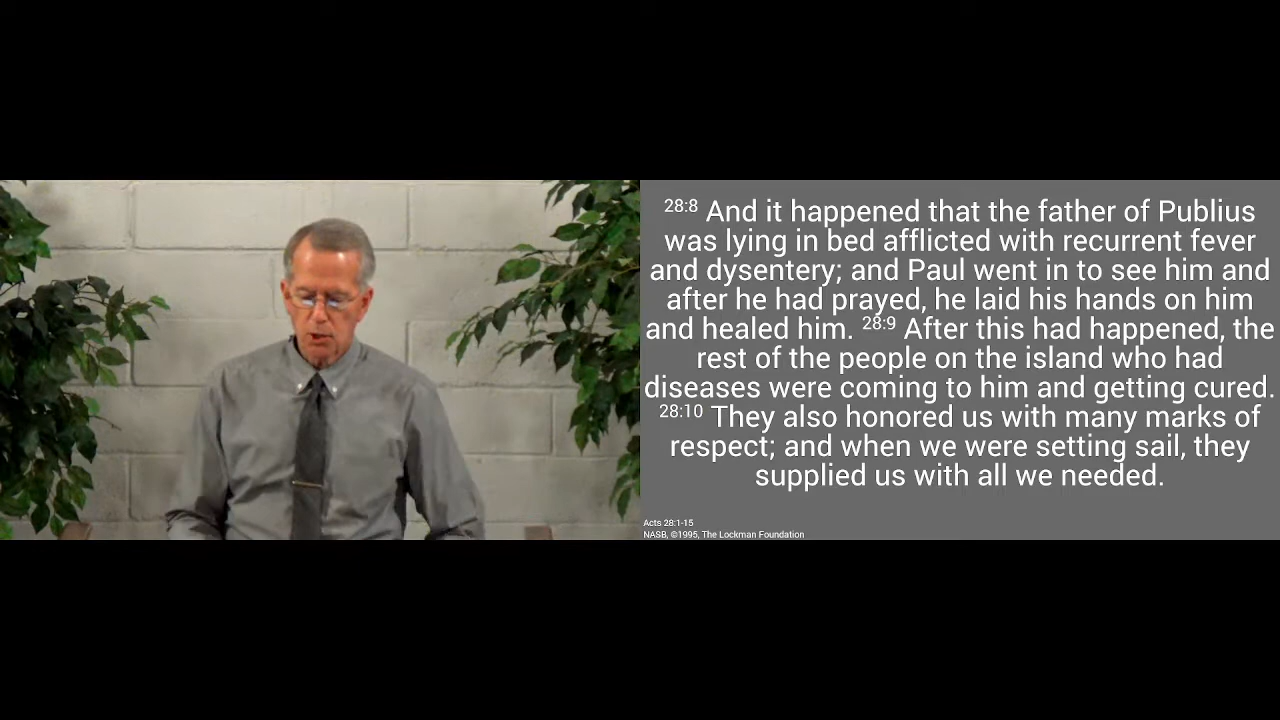 28:8 And it happened that the father of Publius
was lying in bed afflicted with recurrent fever
and dysentery; and Paul went in to see him and
after he had prayed, he laid his hands on him
and healed him. 28:9 After this had happened, the
rest of the people on the island who had
diseases were coming to him and getting cured.
28:10 They also honored us with many marks of
respect; and when we were setting sail, they
supplied us with all we needed.
Acts 28:1-15
NASB, ©1995, The Lockman Foundation